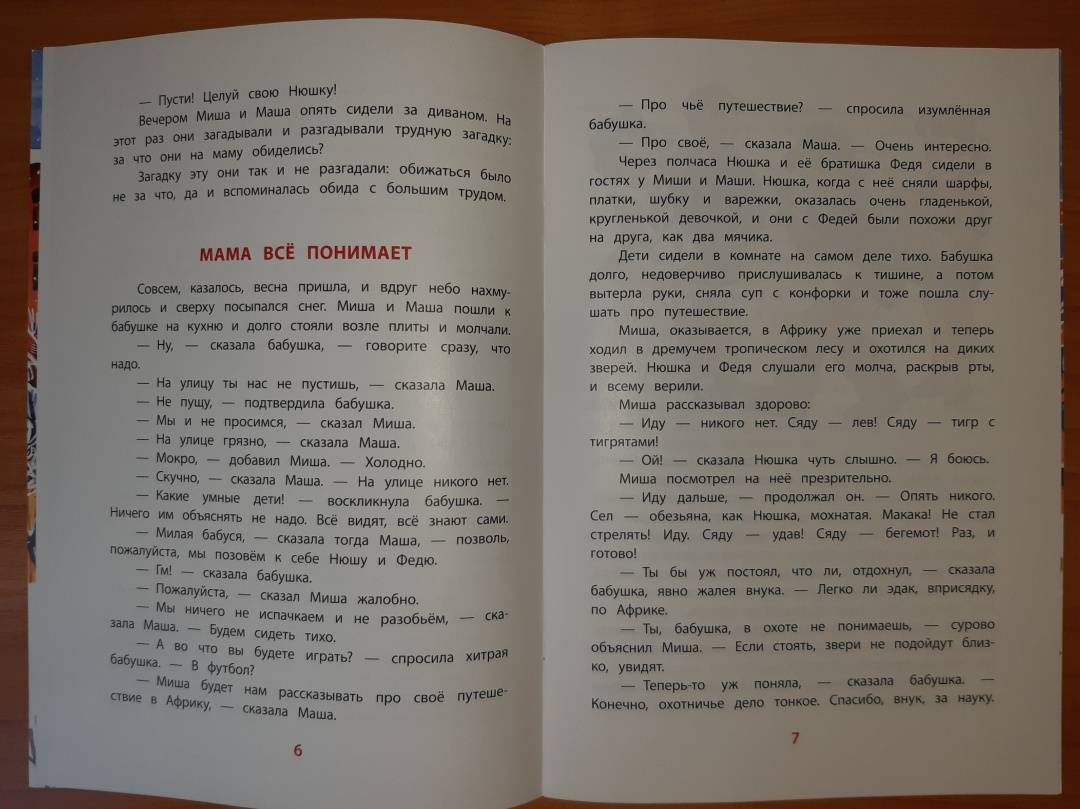 — Пусти! Целуй свою Нюшку!
Вечером Миша и Маша опять сидели за диваном. На
этот раз они загадывали и разгадывали трудную загадку:
за что они на маму обиделись?
Загадку эту они так и не разгадали: обижаться было
не за что, да и вспоминалась обида с большим трудом.
МАМА ВСЁ ПОНИМАЕТ
Совсем, казалось, весна пришла, и вдруг небо нахму-
рилось и сверху посыпался снег. Миша и Маша пошли к
бабушке на кухню и долго стояли возле плиты и молчали.
— Ну, — сказала бабушка, — говорите сразу, что
надо.
— На улицу ты нас не пустишь, — сказала Маша.
— Не пущу, — подтвердила бабушка.
— Мы и не просимся, — сказал Миша.
— На улице грязно, — сказала Маша.
— Мокро, — добавил Миша. — Холодно.
— Скучно, — сказала Маша. — На улице никого нет.
— Какие умные дети! — воскликнула бабушка. —
Ничего им объяснять не надо. Всё видят, всё знают сами.
— Милая бабуся, — сказала тогда Маша, — позволь,
пожалуйста, мы позовём к себе Нюшу и Федю.
— Гм! — сказала бабушка.
— Пожалуйста, — сказал Миша жалобно.
— Мы ничего не испачкаем и не разобьём, — ска-
зала Маша. — Будем сидеть тихо.
— А во что вы будете играть? — спросила хитрая
бабушка. — В футбол?
— Миша будет нам рассказывать про своё путеше-
ствие в Африку, — сказала Маша.
6
— Про чьё путешествие? — спросила изумлённая
бабушка.
— Про своё, — сказала Маша. — Очень интересно.
Через полчаса Нюшка и её братишка Федя сидели в
гостях у Миши и Маши. Нюшка, когда с неё сняли шарфы,
платки, шубку и варежки, оказалась очень гладенькой,
кругленькой девочкой, и они с Федей были похожи друг
на друга, как два мячика.
Дети сидели в комнате на самом деле тихо. Бабушка
долго, недоверчиво прислушивалась к тишине, а потом
вытерла руки, сняла суп с конфорки и тоже пошла слу-
шать про путешествие.
Миша, оказывается, в Африку уже приехал и теперь
ходил в дремучем тропическом лесу и охотился на диких
зверей. Нюшка и Федя слушали его молча, раскрыв рты,
и всему верили.
Миша рассказывал здорово:
— Иду — никого нет. Сяду — лев! Сяду — тигр с
тигрятами!
— Ой! — сказала Нюшка чуть слышно. — Я боюсь.
Миша посмотрел на неё презрительно.
— Иду дальше, — продолжал он. — Опять никого.
Сел — обезьяна, как Нюшка, мохнатая. Макака! Не стал
стрелять! Иду. Сяду — удав! Сяду — бегемот! Раз, и
готово!
— Ты бы уж постоял, что ли, отдохнул, — сказала
бабушка, явно жалея внука. — Легко ли эдак, вприсядку,
по Африке.
— Ты, бабушка, в охоте не понимаешь, — сурово
объяснил Миша. — Если стоять, звери не подойдут близ-
ко, увидят.
— Теперь-то уж поняла, — сказала бабушка. —
Конечно, охотничье дело тонкое. Спасибо, внук, за науку.
7